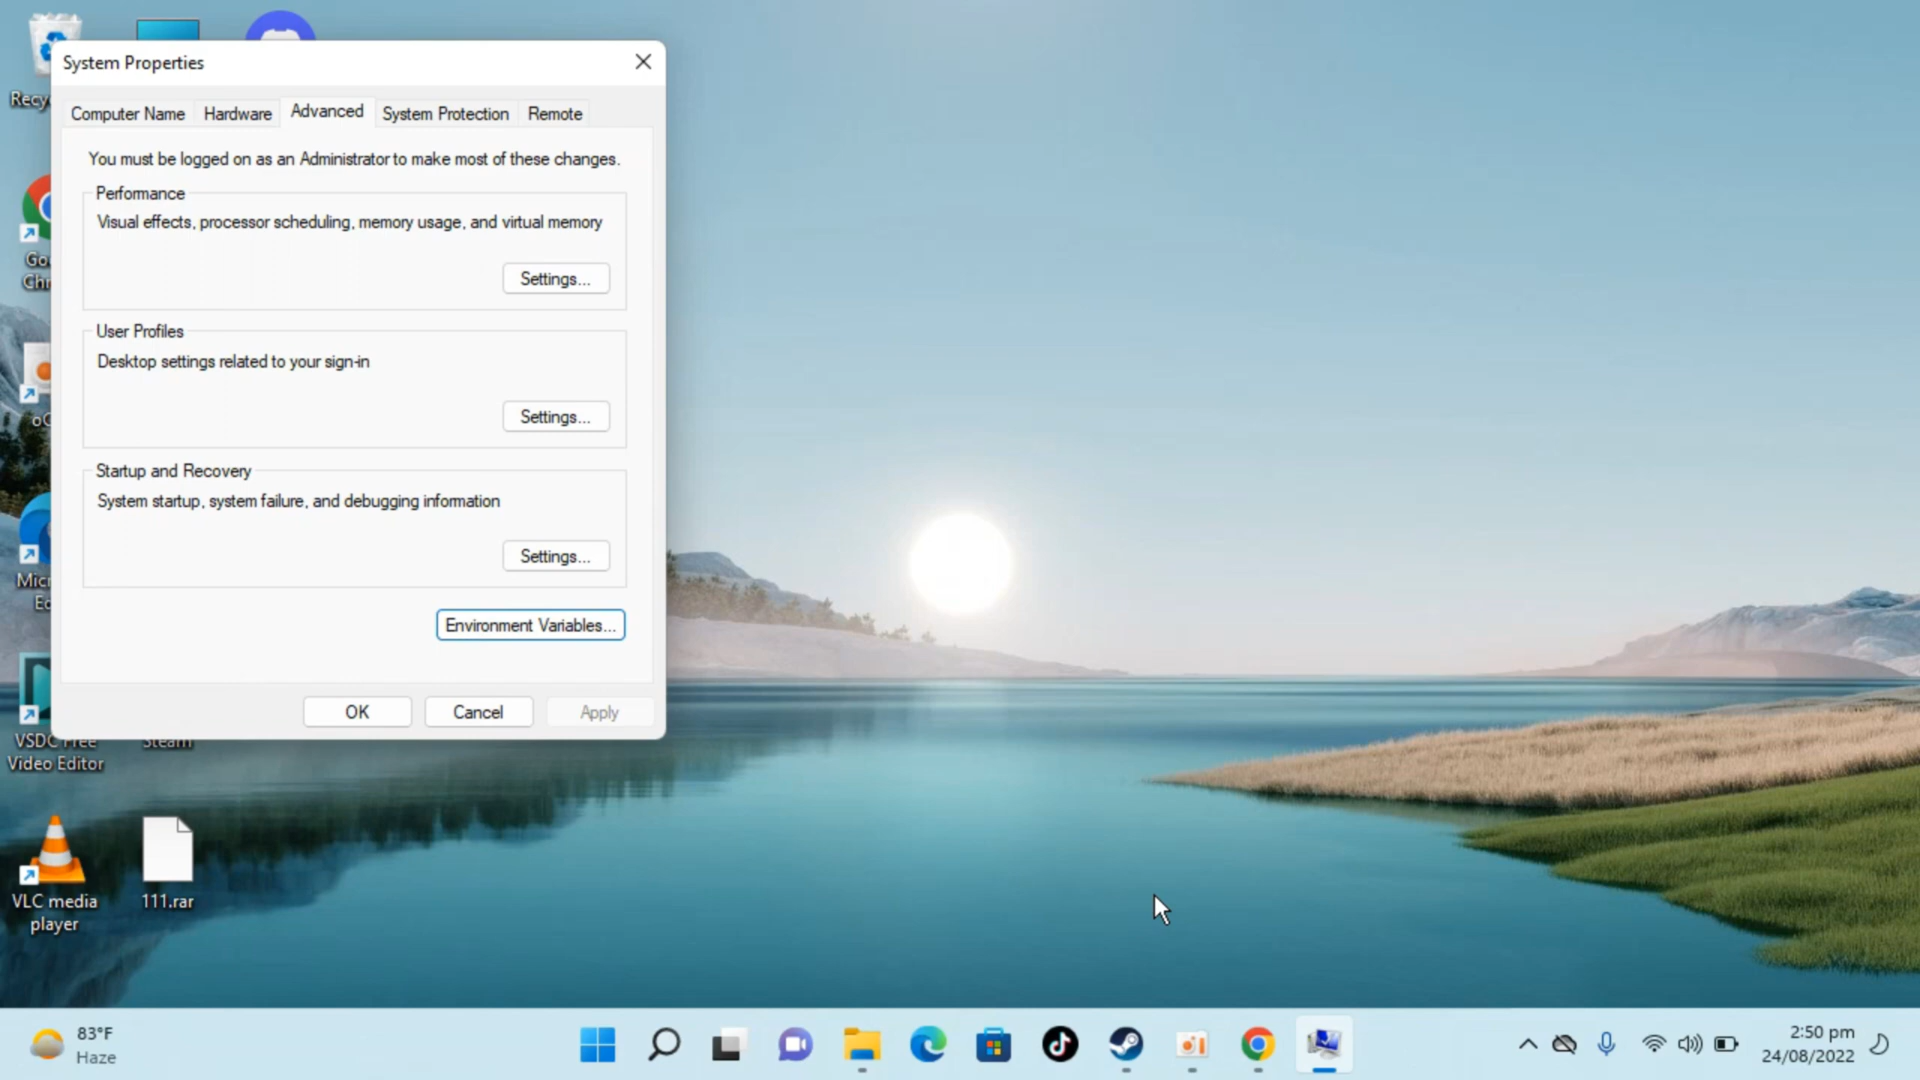 System Properties
Computer Name Hardware Advanced System Protection Remote
You must be logged on as an Administrator to make most of these changes.
Performance
Visual effects, processor scheduling, memory usage, and virtual memory
Settings...
User Profiles
Desktop settings related to your sign-in
Settings...
Startup and Recovery
System startup, system failure, and debugging information
Settings...
Environment Variables...
OK Cancel Apply
Recy
Go
Chr
Micr
Ed
VSDC Free
Video Editor
Steam
VLC media
player
111.rar
83°F
Haze
2:50 pm
24/08/2022